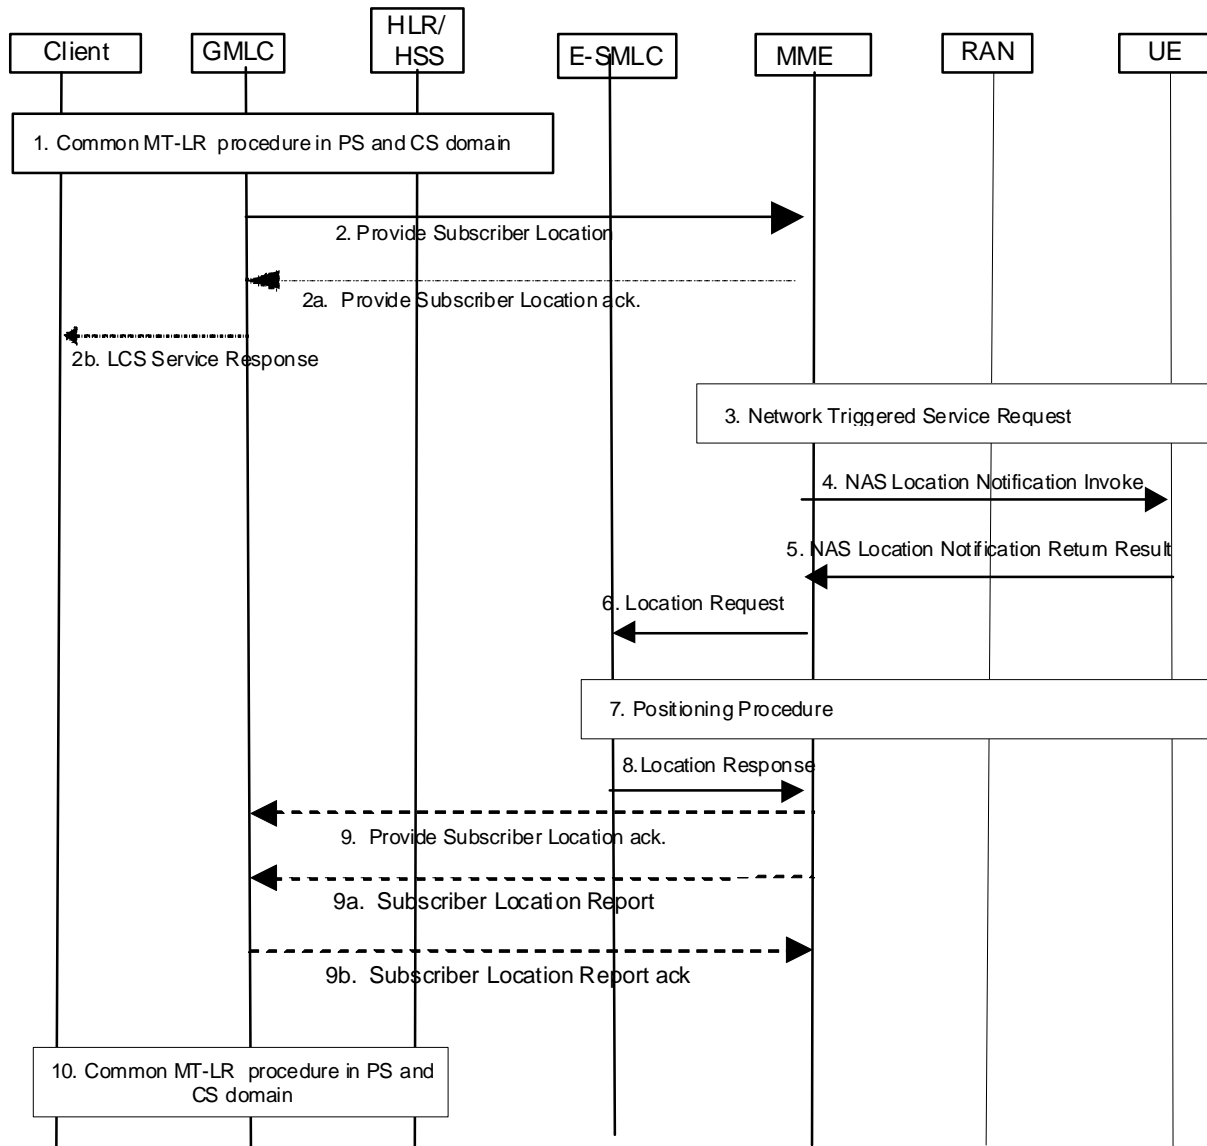 Client
GMLC
HLR/
HSS
E-SMLC
MME
RAN
UE
1. Common MT-LR procedure in PS and CS domain
2. Provide Subscriber Location
2a. Provide Subscriber Location ack.
2b. LCS Service Response
3. Network Triggered Service Request
4. NAS Location Notification Invoke
5. NAS Location Notification Return Result
6. Location Request
7. Positioning Procedure
8. Location Response
9. Provide Subscriber Location ack.
9a. Subscriber Location Report
9b. Subscriber Location Report ack
10. Common MT-LR procedure in PS and
CS domain